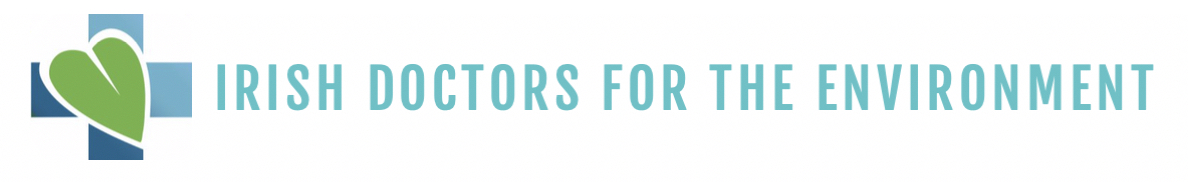 IRISH DOCTORS FOR THE ENVIRONMENT